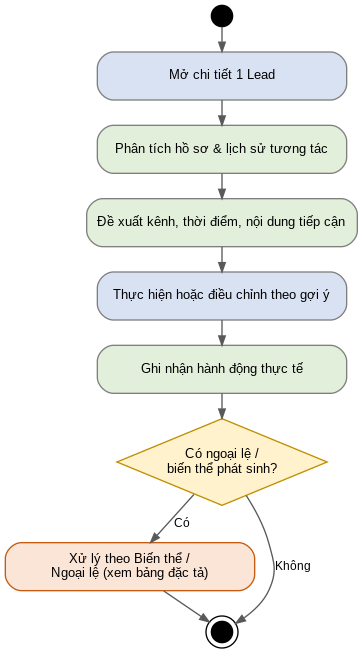 Mở chi tiết 1 Lead
Phân tích hồ sơ & lịch sử tương tác
Đề xuất kênh, thời điểm, nội dung tiếp cận
Thực hiện hoặc điều chỉnh theo gợi ý
Ghi nhận hành động thực tế
Có ngoại lệ /
biến thể phát sinh?
Có
Xử lý theo Biến thể /
Ngoại lệ (xem bảng đặc tả)
Không